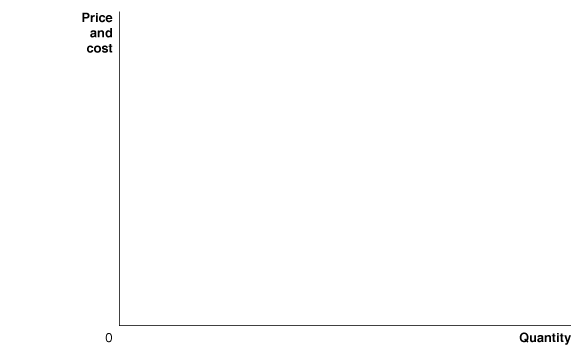 Price
and
cost
0
Quantity